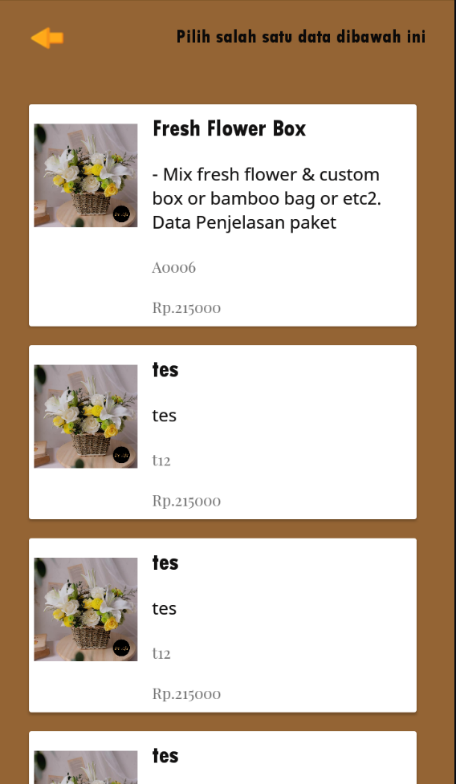 Pilih salah satu data dibawah ini
Fresh Flower Box
- Mix fresh flower & custom
box or bamboo bag or etc2.
Data Penjelasan paket
A0006
Rp.215000
tes
tes
t12
Rp.215000
tes
tes
t12
Rp.215000
tes